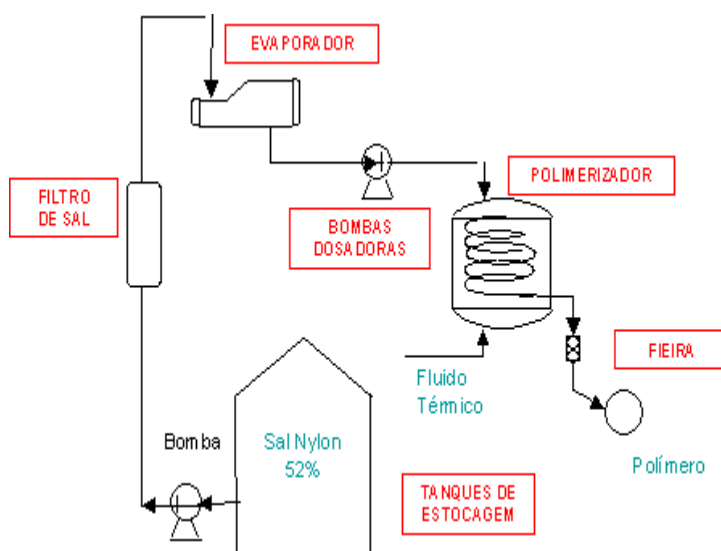 EVAPORADOR
POLIMERIZADOR
FILTRO
DE SAL
BOMBAS
DOSADORAS
FIEIRA
Fluido
Térmico
Bomba
Sal Nylon
52%
Polímero
TANQUES DE
ESTOCAGEM